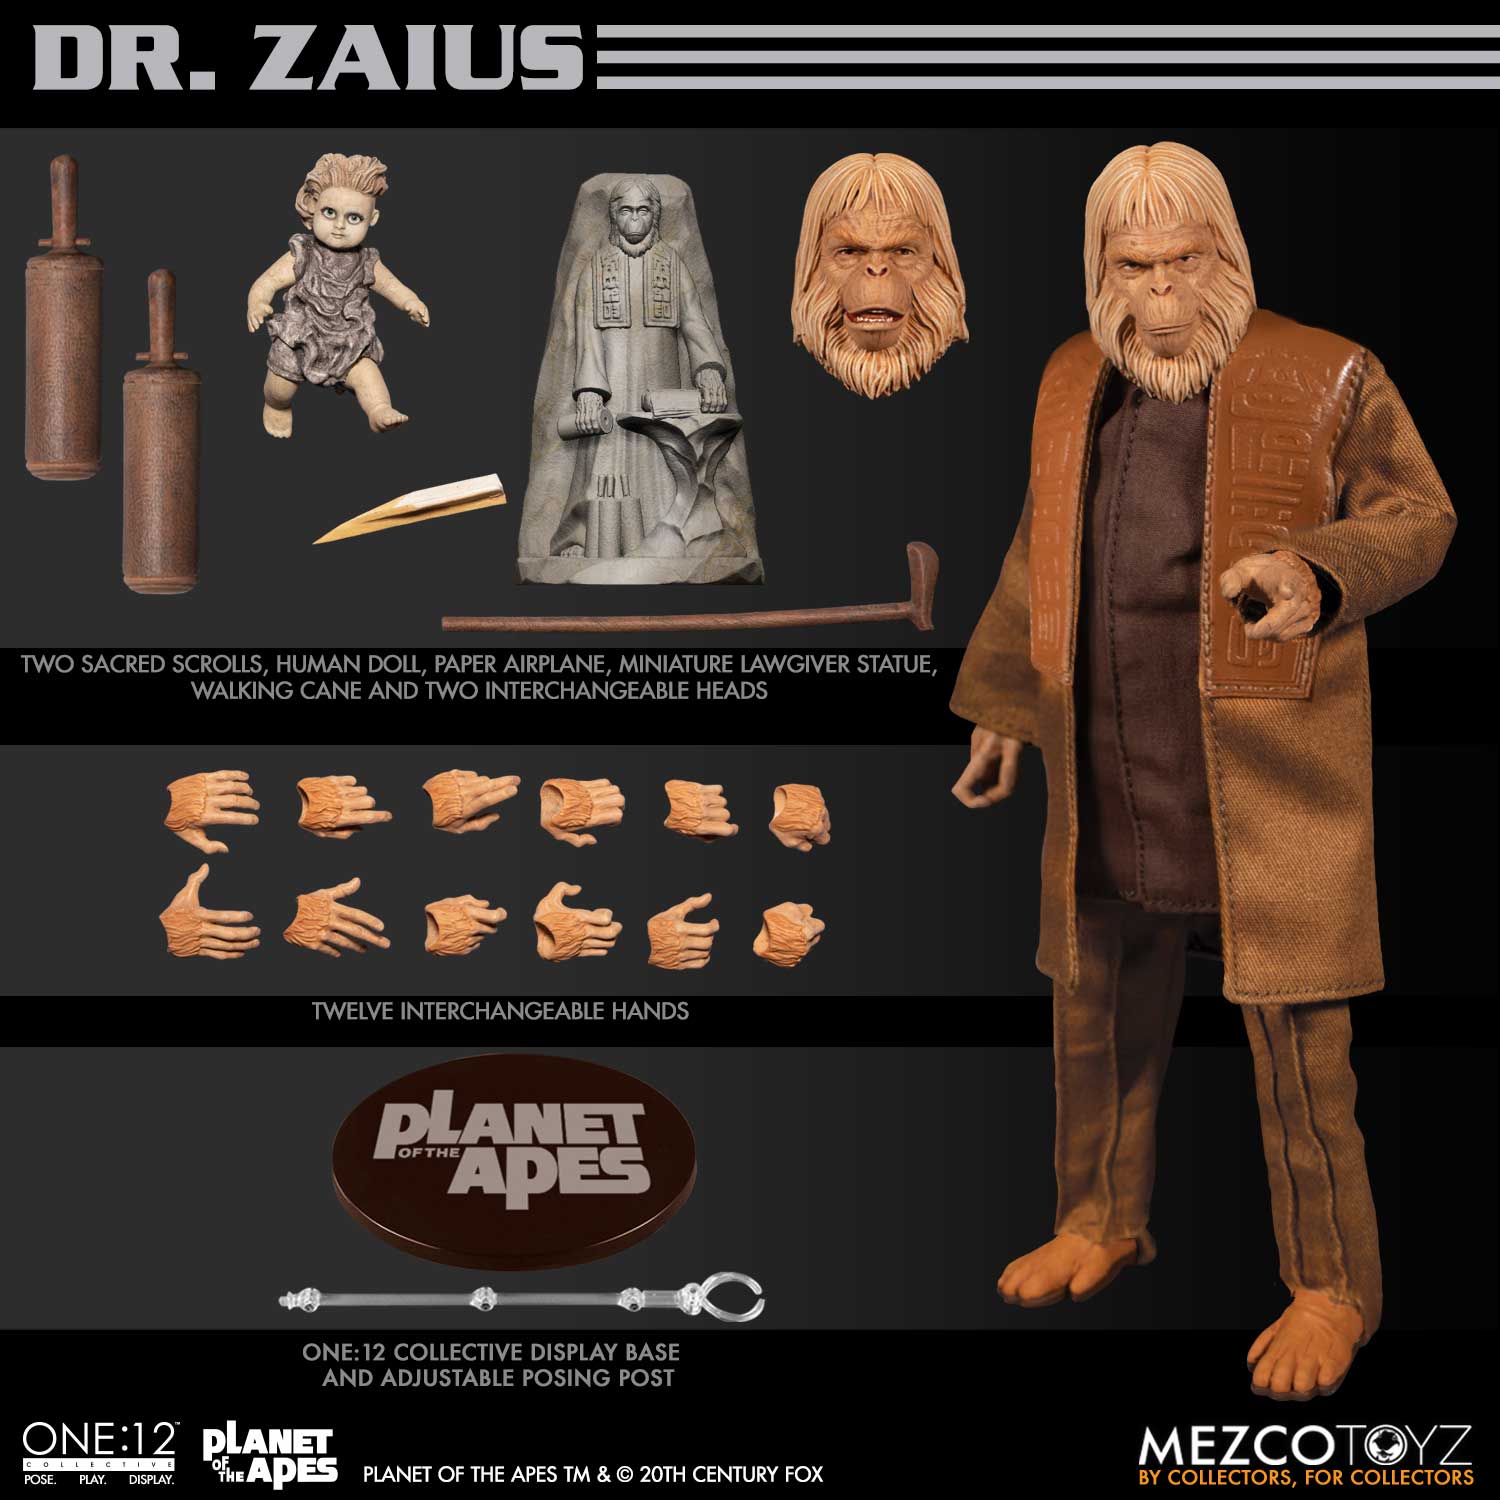 DR. ZAIUS
TWO SACRED SCROLLS, HUMAN DOLL, PAPER AIRPLANE, MINIATURE LAWGIVER STATUE,
WALKING CANE AND TWO INTERCHANGEABLE HEADS
TWELVE INTERCHANGEABLE HANDS
PLANET
OF THE
APES
ONE:12 COLLECTIVE DISPLAY BASE
AND ADJUSTABLE POSING POST
ONE:12™
COLLECTIVE
POSE. PLAY. DISPLAY.
PLANET
OF
THE APES
PLANET OF THE APES TM & © 20TH CENTURY FOX
MEZCOTOYZ
BY COLLECTORS, FOR COLLECTORS